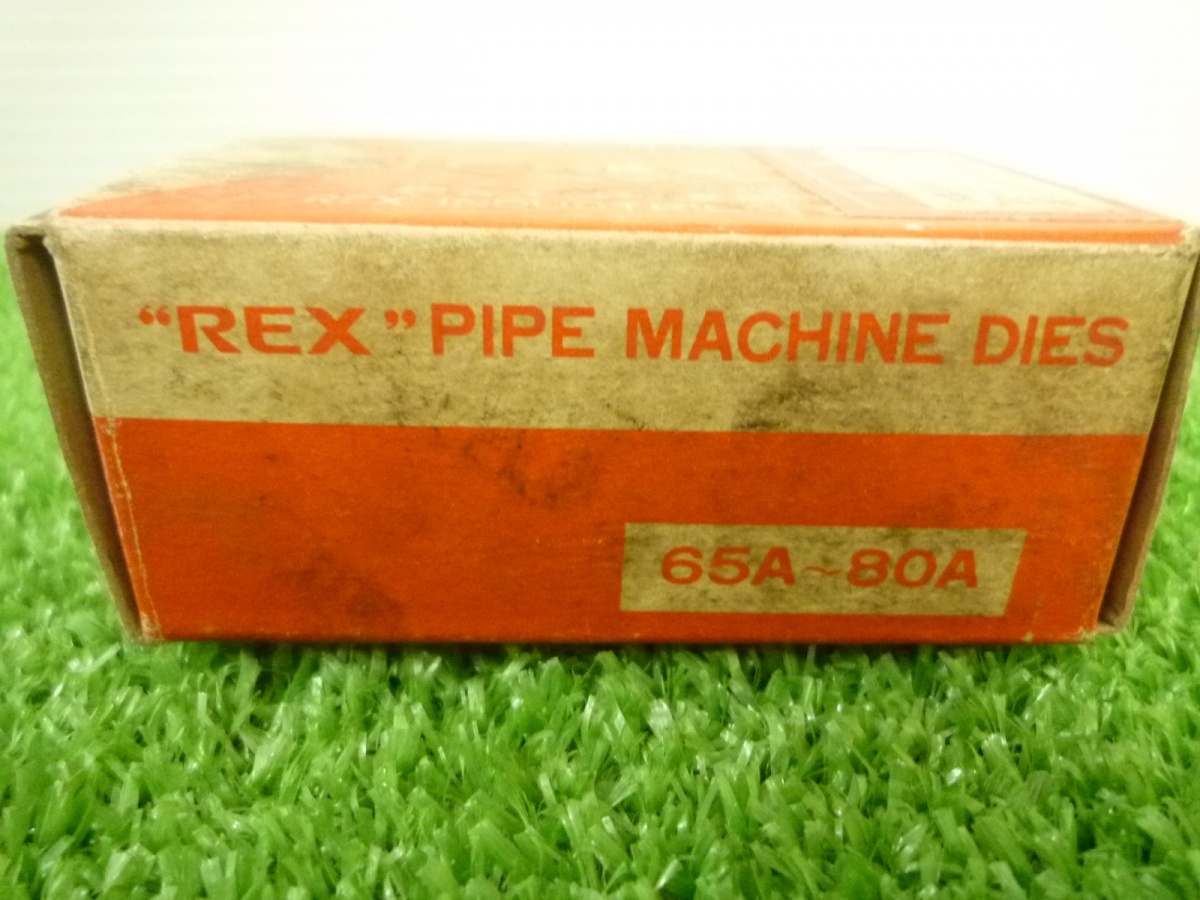 “REX” PIPE MACHINE DIES
65A~80A